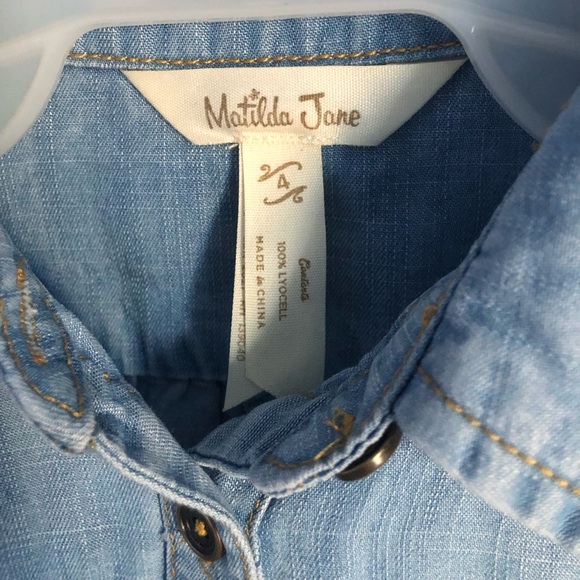 Matilda Jane
4
Contents
100% LYOCELL
MADE in CHINA